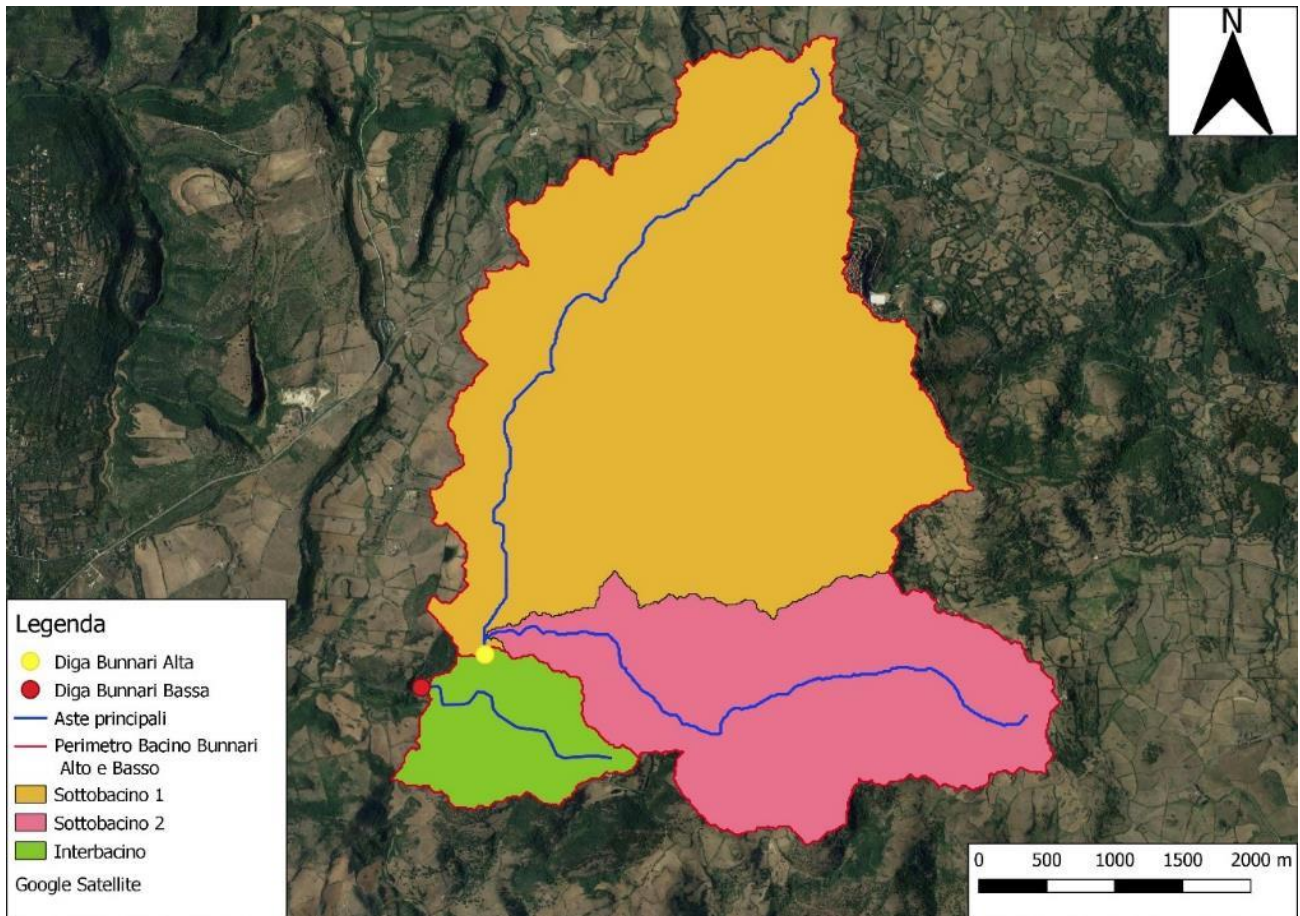 N
Legenda
Diga Bunnari Alta
Diga Bunnari Bassa
Aste principali
Perimetro Bacino Bunnari
Alto e Basso
Sottobacino 1
Sottobacino 2
Interbacino
Google Satellite
0 500 1000 1500 2000 m